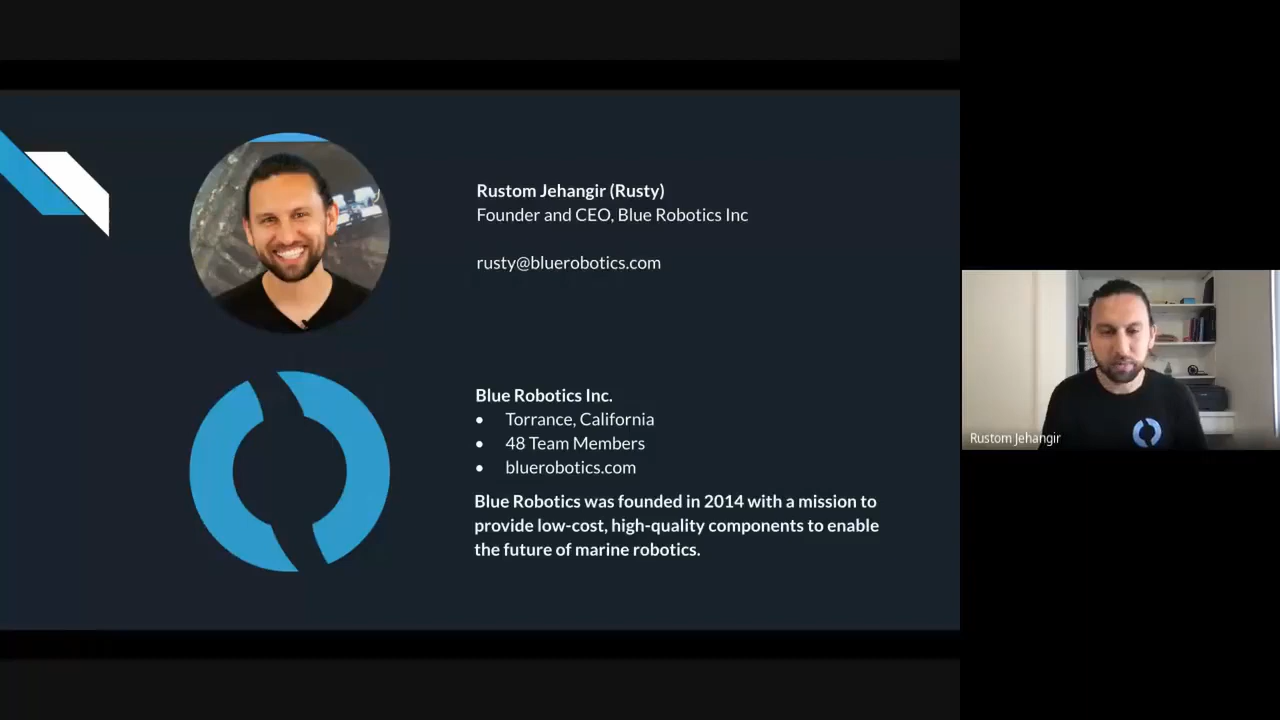 Rustom Jehangir (Rusty)
Founder and CEO, Blue Robotics Inc
rusty@bluerobotics.com
Blue Robotics Inc.
• Torrance, California
• 48 Team Members
• bluerobotics.com
Blue Robotics was founded in 2014 with a mission to
provide low-cost, high-quality components to enable
the future of marine robotics.
Rustom Jehangir